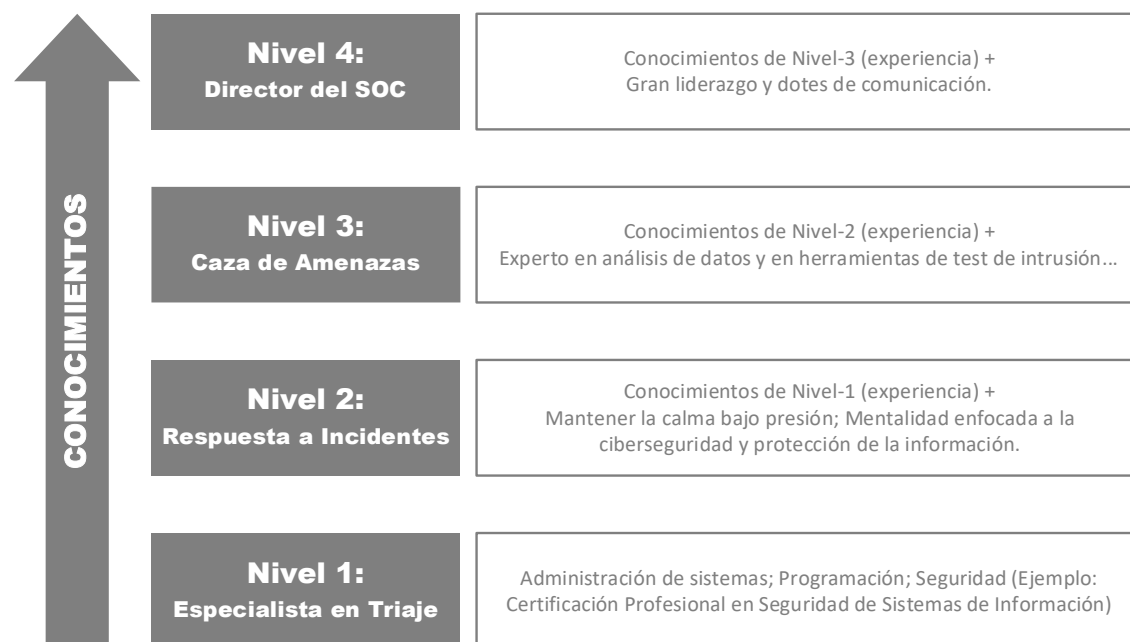 CONOCIMIENTOS
Nivel 4:
Director del SOC
Conocimientos de Nivel-3 (experiencia) +
Gran liderazgo y dotes de comunicación.
Nivel 3:
Caza de Amenazas
Conocimientos de Nivel-2 (experiencia) +
Experto en análisis de datos y en herramientas de test de intrusión...
Nivel 2:
Respuesta a Incidentes
Conocimientos de Nivel-1 (experiencia) +
Mantener la calma bajo presión; Mentalidad enfocada a la
ciberseguridad y protección de la información.
Nivel 1:
Especialista en Triaje
Administración de sistemas; Programación; Seguridad (Ejemplo:
Certificación Profesional en Seguridad de Sistemas de Información)